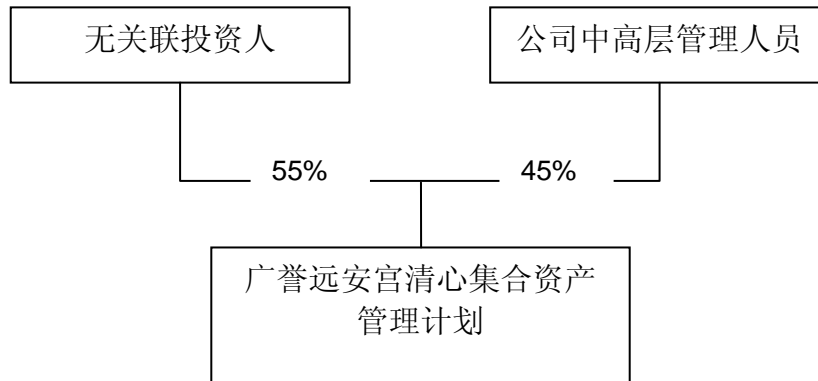 无关联投资人
公司中高层管理人员
55%
45%
广誉远安宫清心集合资产
管理计划